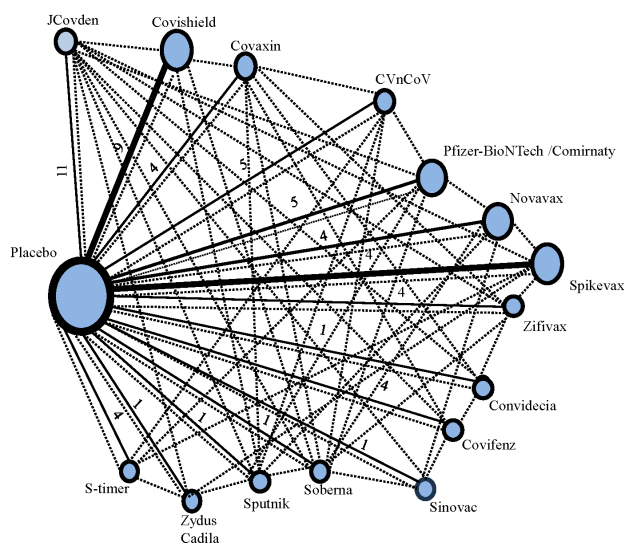 JCovden
Covishield
Covaxin
CVnCoV
Pfizer-BioNTech /Comirnaty
Novavax
Spikevax
Zifivax
Convidecia
Covifenz
Sinovac
Soberna
Sputnik
Zydus
Cadila
S-timer
Placebo
11
9
4
5
5
4
4
4
1
4
1
1
1
1
4